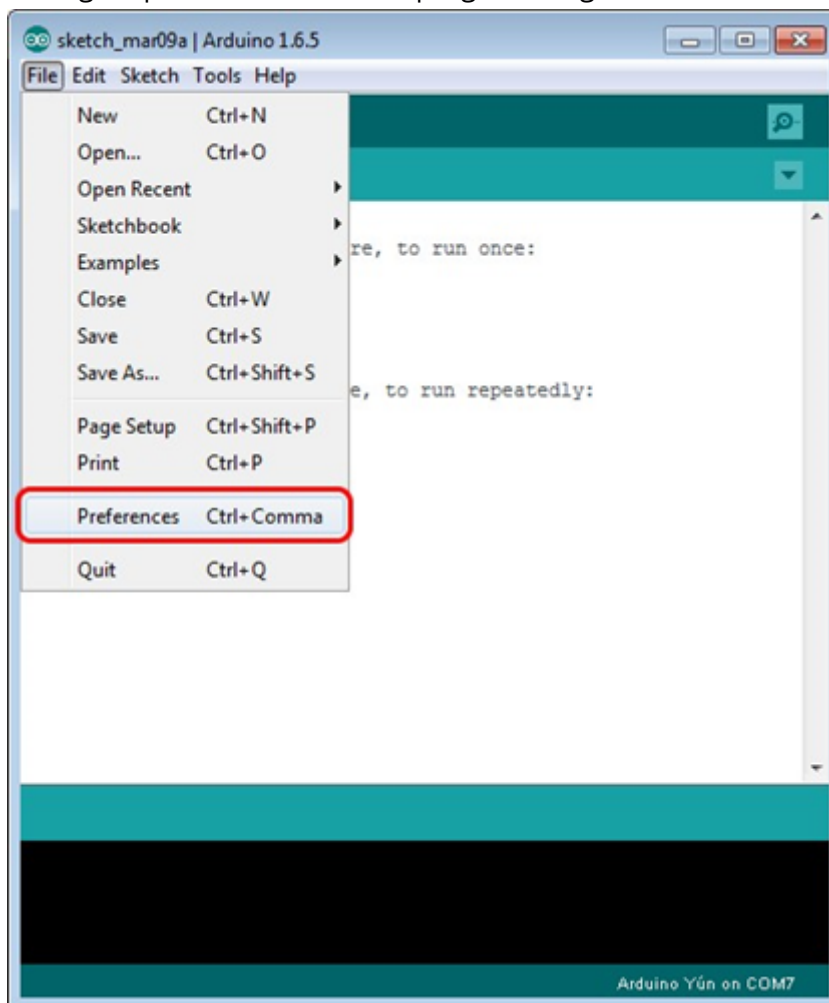 sketch_mar09a | Arduino 1.6.5
File Edit Sketch Tools Help
New Ctrl+N
Open... Ctrl+O
Open Recent
Sketchbook
re, to run once:
Examples
Close Ctrl+W
Save Ctrl+S
Save As... Ctrl+Shift+S
e, to run repeatedly:
Page Setup Ctrl+Shift+P
Print Ctrl+P
Preferences Ctrl+Comma
Quit Ctrl+Q
Arduino Yún on COM7